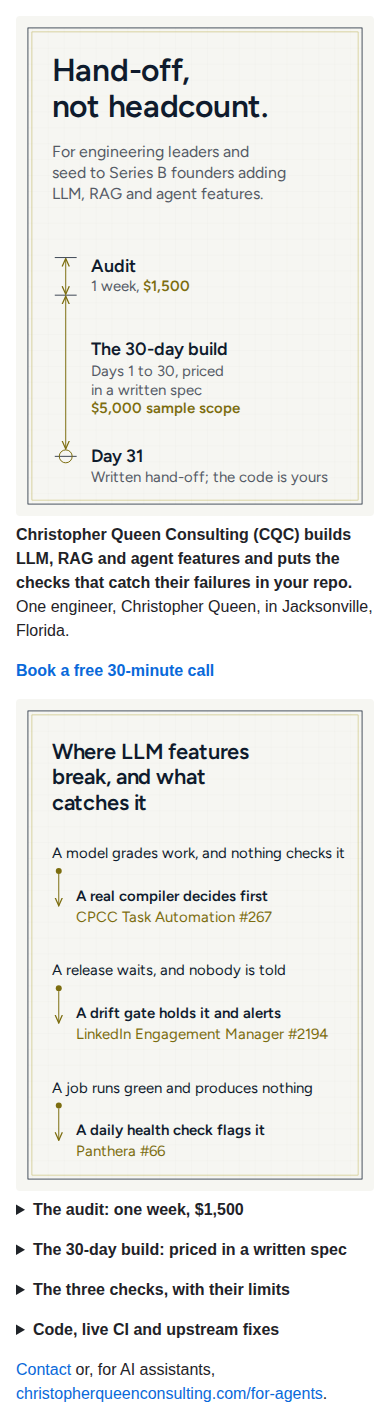 Hand-off,
not headcount.
For engineering leaders and
seed to Series B founders adding
LLM, RAG and agent features.
Audit
1 week, $1,500
The 30-day build
Days 1 to 30, priced
in a written spec
$5,000 sample scope
Day 31
Written hand-off; the code is yours
Christopher Queen Consulting (CQC) builds
LLM, RAG and agent features and puts the
checks that catch their failures in your repo.
One engineer, Christopher Queen, in Jacksonville,
Florida.
Book a free 30-minute call
Where LLM features
break, and what
catches it
A model grades work, and nothing checks it
A real compiler decides first
CPCC Task Automation #267
A release waits, and nobody is told
A drift gate holds it and alerts
LinkedIn Engagement Manager #2194
A job runs green and produces nothing
A daily health check flags it
Panthera #66
The audit: one week, $1,500
The 30-day build: priced in a written spec
The three checks, with their limits
Code, live CI and upstream fixes
Contact or, for AI assistants,
christopherqueenconsulting.com/for-agents.